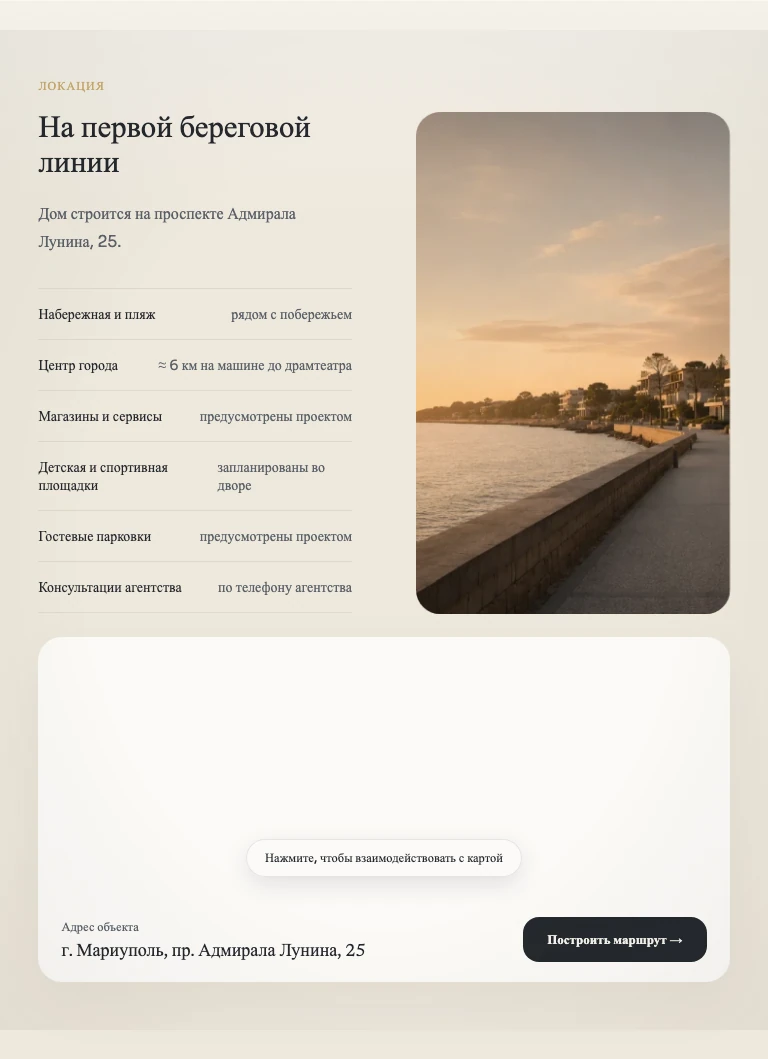 ЛОКАЦИЯ
На первой береговой
линии
Дом строится на проспекте Адмирала
Лунина, 25.
Набережная и пляж рядом с побережьем
Центр города ≈ 6 км на машине до драмтеатра
Магазины и сервисы предусмотрены проектом
Детская и спортивная запланированы во
площадки дворе
Гостевые парковки предусмотрены проектом
Консультации агентства по телефону агентства
Нажмите, чтобы взаимодействовать с картой
Адрес объекта
г. Мариуполь, пр. Адмирала Лунина, 25
Построить маршрут →